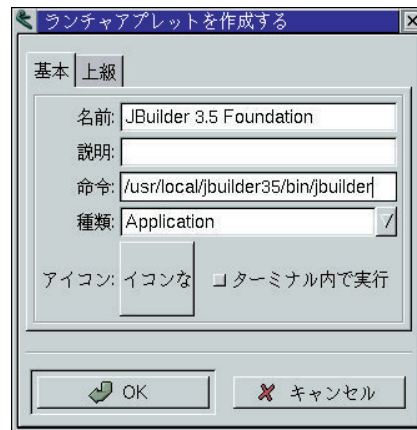 ランチャアプレットを作成する
基本 上級
名前: JBuilder 3.5 Foundation
説明:
命令: /usr/local/jbuilder35/bin/jbuilder
種類: Application
アイコン: イコンな ターミナル内で実行
OK キャンセル